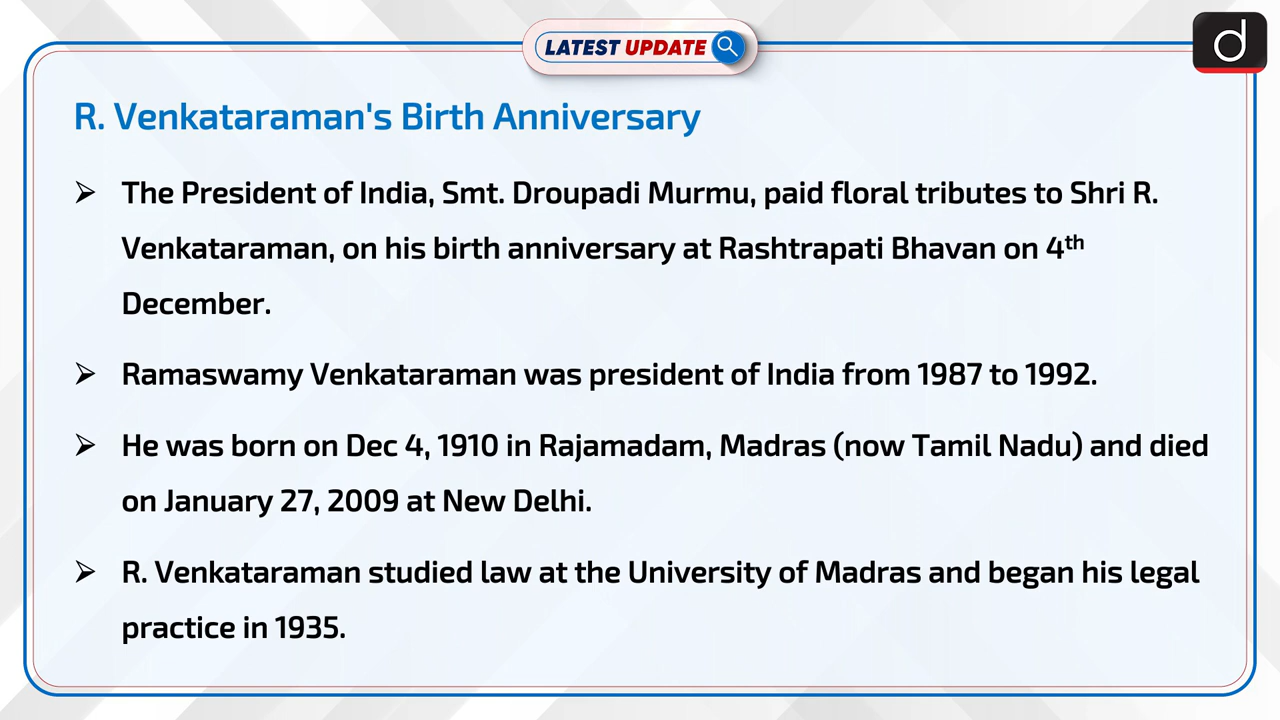 LATEST UPDATE
d
R. Venkataraman's Birth Anniversary
➢ The President of India, Smt. Droupadi Murmu, paid floral tributes to Shri R.
Venkataraman, on his birth anniversary at Rashtrapati Bhavan on 4th
December.
➢ Ramaswamy Venkataraman was president of India from 1987 to 1992.
➢ He was born on Dec 4, 1910 in Rajamadam, Madras (now Tamil Nadu) and died
on January 27, 2009 at New Delhi.
➢ R. Venkataraman studied law at the University of Madras and began his legal
practice in 1935.